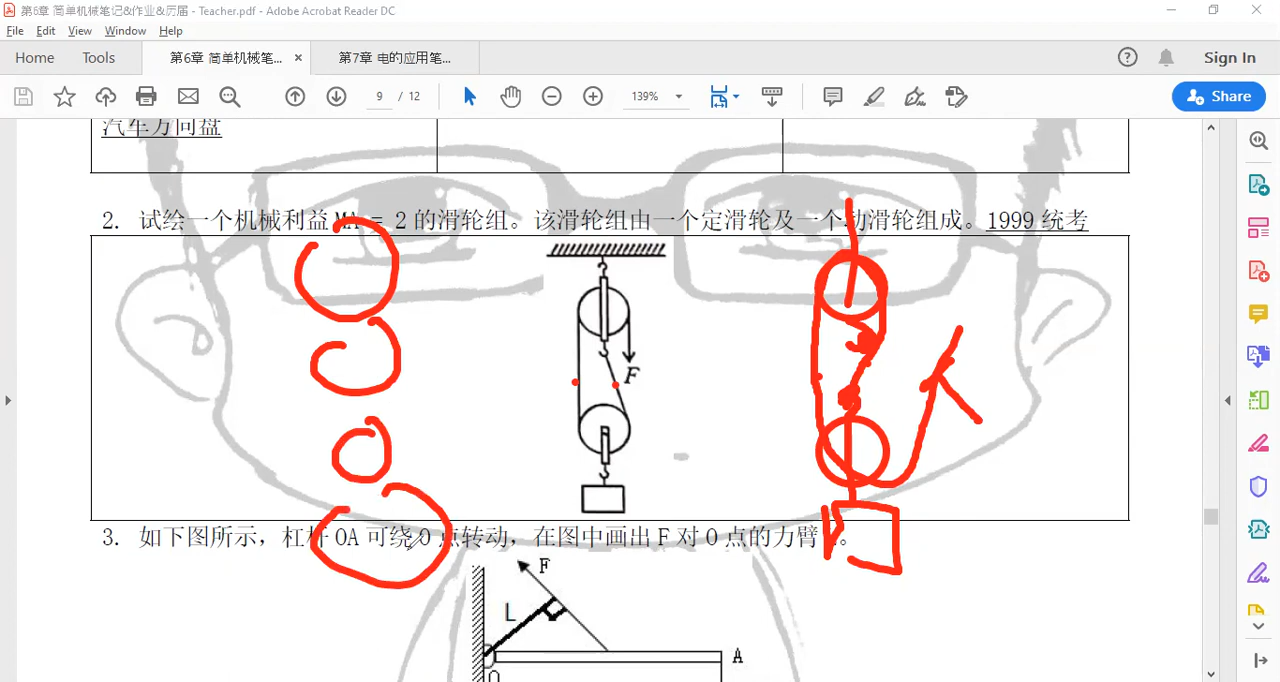 第6章 简单机械笔记&作业&历届 - Teacher.pdf - Adobe Acrobat Reader DC
File Edit View Window Help
Home Tools 第6章 简单机械笔... × 第7章 电的应用笔... Sign In
9 / 12 139% Share
汽车方向盘
2. 试绘一个机械利益 MA = 2 的滑轮组。该滑轮组由一个定滑轮及一个动滑轮组成。1999 统考
F
3. 如下图所示，杠杆 OA 可绕 O 点转动，在图中画出 F 对 O 点的力臂
F
L
A
O